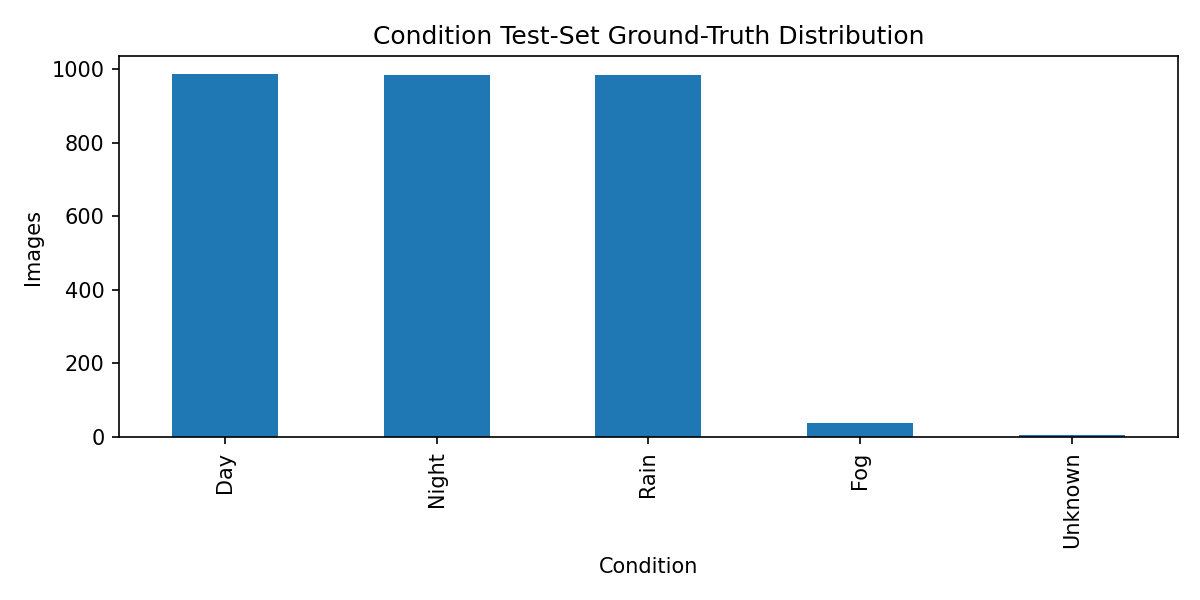 Condition Test-Set Ground-Truth Distribution
1000
800
600
400
200
0
Images
Day
Night
Rain
Fog
Unknown
Condition